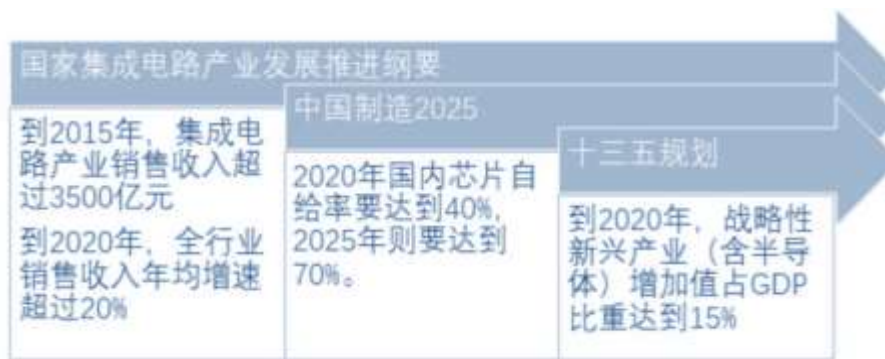 国家集成电路产业发展推进纲要
到2015年，集成电
路产业销售收入超
过3500亿元
到2020年，全行业
销售收入年均增速
超过20%
中国制造2025
2020年国内芯片自
给率要达到40%，
2025年则要达到
70%。
十三五规划
到2020年，战略性
新兴产业（含半导
体）增加值占GDP
比重达到15%